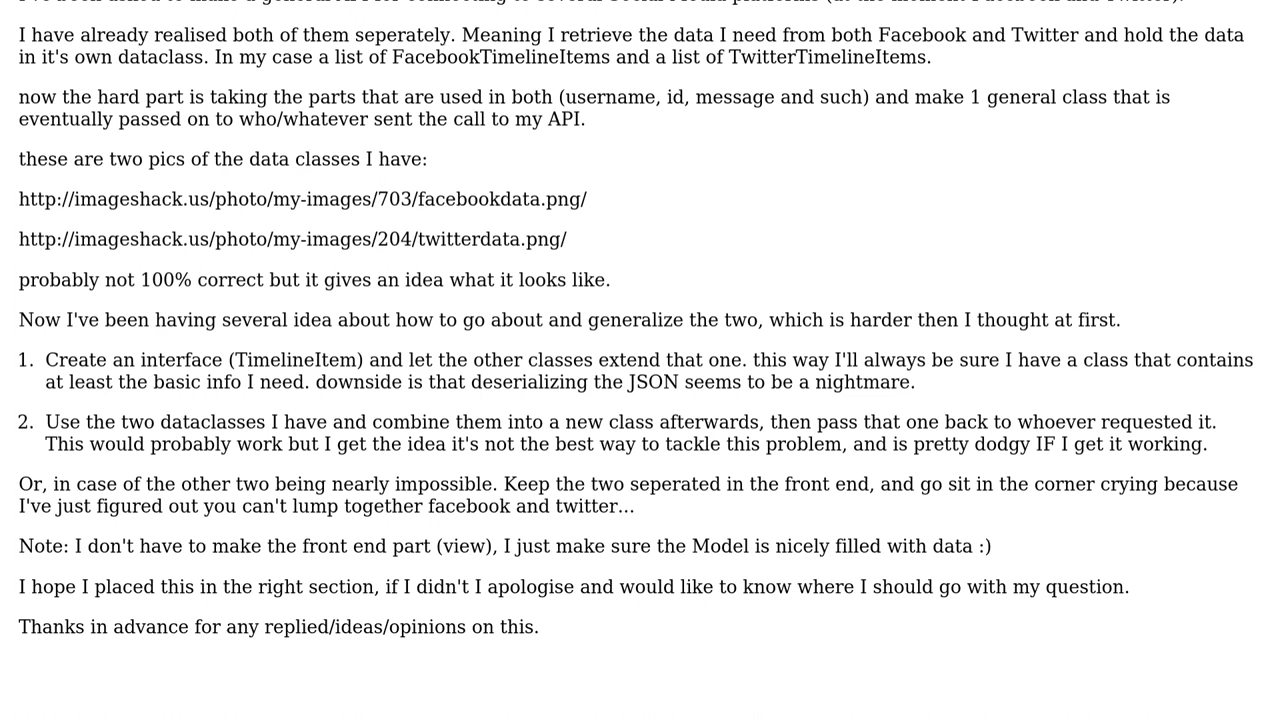 I have already realised both of them seperately. Meaning I retrieve the data I need from both Facebook and Twitter and hold the data
in it's own dataclass. In my case a list of FacebookTimelineItems and a list of TwitterTimelineItems.
now the hard part is taking the parts that are used in both (username, id, message and such) and make 1 general class that is
eventually passed on to who/whatever sent the call to my API.
these are two pics of the data classes I have:
http://imageshack.us/photo/my-images/703/facebookdata.png/
http://imageshack.us/photo/my-images/204/twitterdata.png/
probably not 100% correct but it gives an idea what it looks like.
Now I've been having several idea about how to go about and generalize the two, which is harder then I thought at first.
1. Create an interface (TimelineItem) and let the other classes extend that one. this way I'll always be sure I have a class that contains
at least the basic info I need. downside is that deserializing the JSON seems to be a nightmare.
2. Use the two dataclasses I have and combine them into a new class afterwards, then pass that one back to whoever requested it.
This would probably work but I get the idea it's not the best way to tackle this problem, and is pretty dodgy IF I get it working.
Or, in case of the other two being nearly impossible. Keep the two seperated in the front end, and go sit in the corner crying because
I've just figured out you can't lump together facebook and twitter...
Note: I don't have to make the front end part (view), I just make sure the Model is nicely filled with data :)
I hope I placed this in the right section, if I didn't I apologise and would like to know where I should go with my question.
Thanks in advance for any replied/ideas/opinions on this.